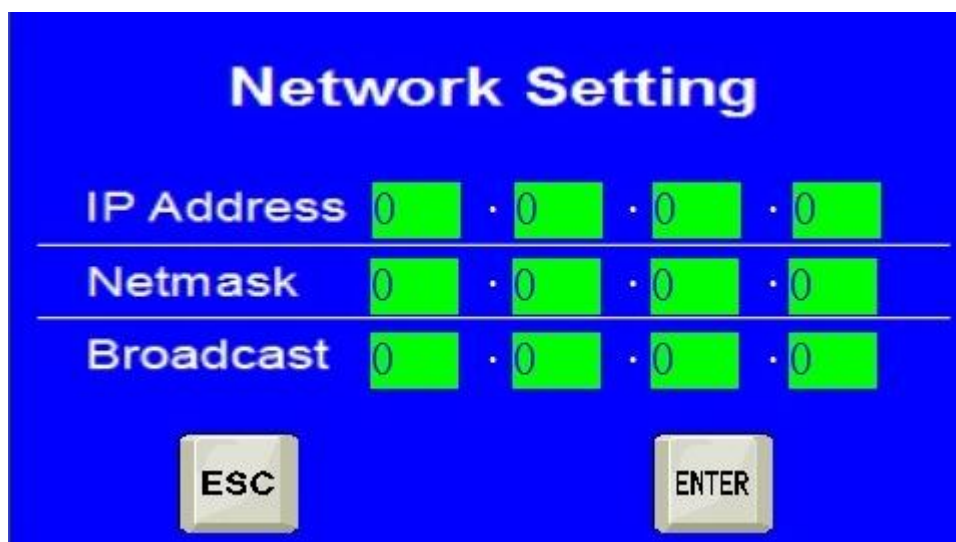 Network Setting
IP Address 0 · 0 · 0 · 0
Netmask 0 · 0 · 0 · 0
Broadcast 0 · 0 · 0 · 0
ESC ENTER